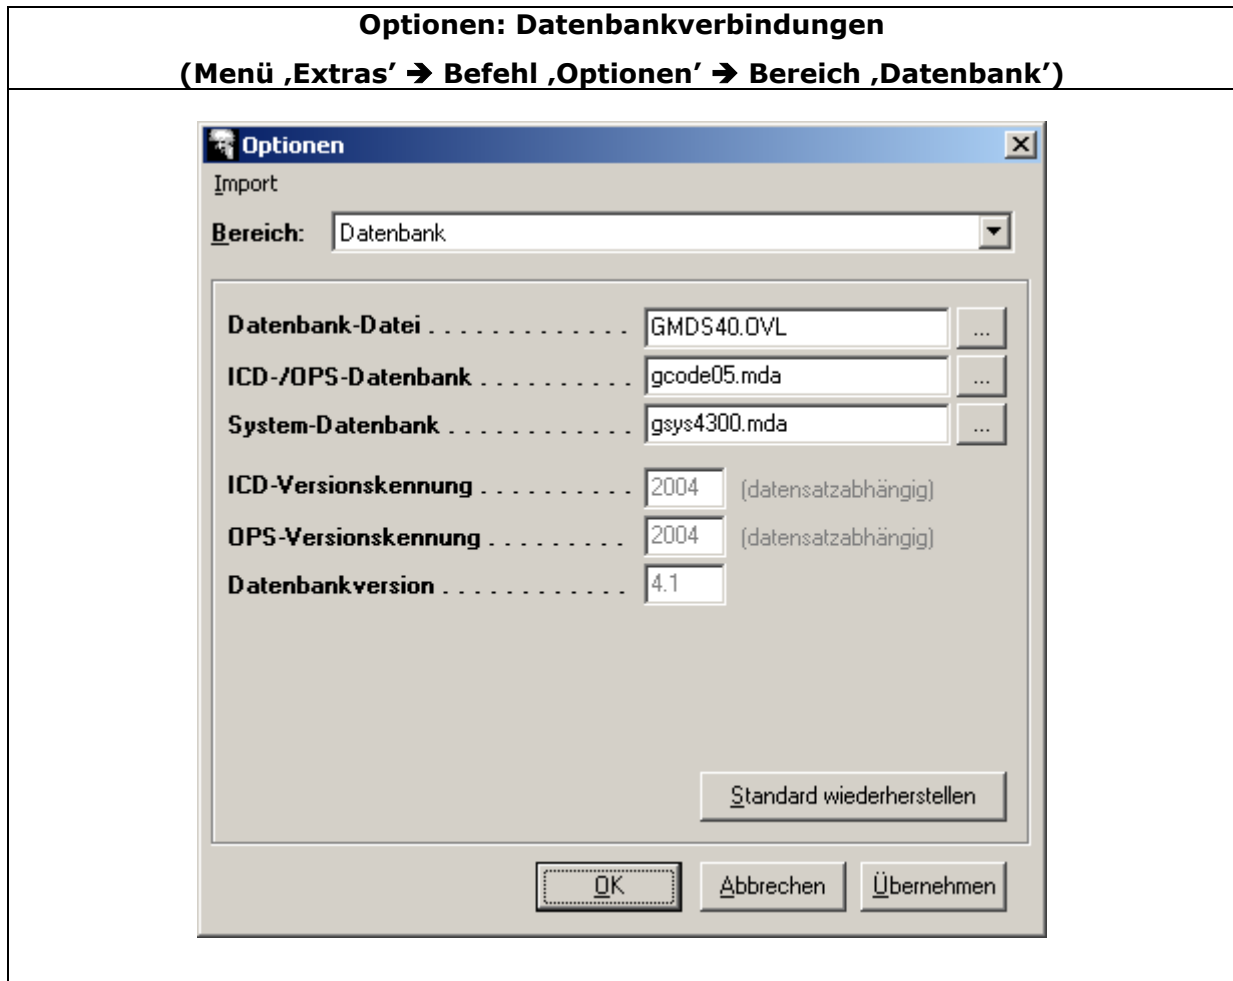 Optionen: Datenbankverbindungen
(Menü ‚Extras’ ➔ Befehl ‚Optionen’ ➔ Bereich ‚Datenbank’)
Optionen
Import
Bereich: Datenbank
Datenbank-Datei . . . . . . . . . . . . . GMDS40.OVL ...
ICD-/OPS-Datenbank . . . . . . . . . . gcode05.mda ...
System-Datenbank . . . . . . . . . . . . gsys4300.mda ...
ICD-Versionskennung . . . . . . . . . . 2004 (datensatzabhängig)
OPS-Versionskennung . . . . . . . . . 2004 (datensatzabhängig)
Datenbankversion . . . . . . . . . . . . 4.1
Standard wiederherstellen
OK Abbrechen Übernehmen